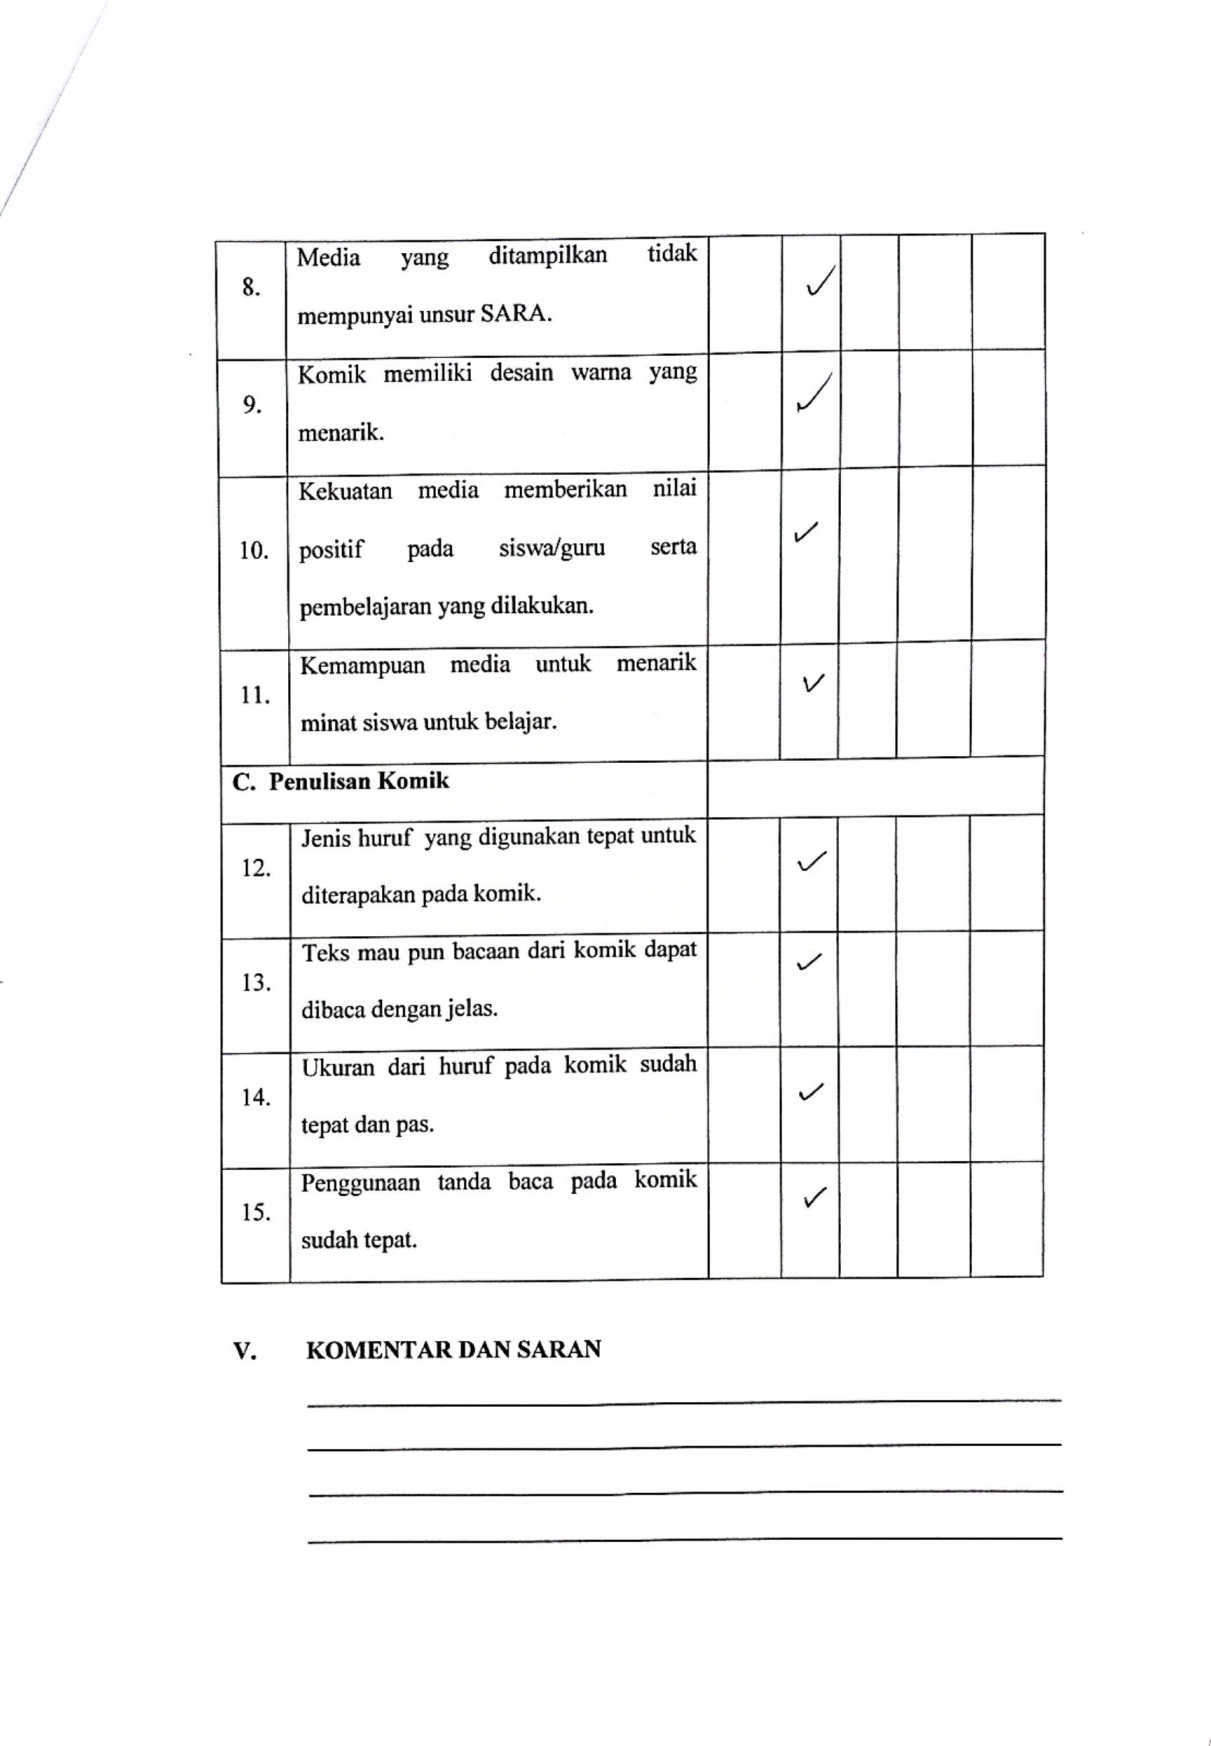 8.
Media yang ditampilkan tidak
mempunyai unsur SARA.
✓
9.
Komik memiliki desain warna yang
menarik.
✓
10.
Kekuatan media memberikan nilai
positif pada siswa/guru serta
pembelajaran yang dilakukan.
✓
11.
Kemampuan media untuk menarik
minat siswa untuk belajar.
✓
C. Penulisan Komik
12.
Jenis huruf yang digunakan tepat untuk
diterapakan pada komik.
✓
13.
Teks mau pun bacaan dari komik dapat
dibaca dengan jelas.
✓
14.
Ukuran dari huruf pada komik sudah
tepat dan pas.
✓
15.
Penggunaan tanda baca pada komik
sudah tepat.
✓
V. KOMENTAR DAN SARAN